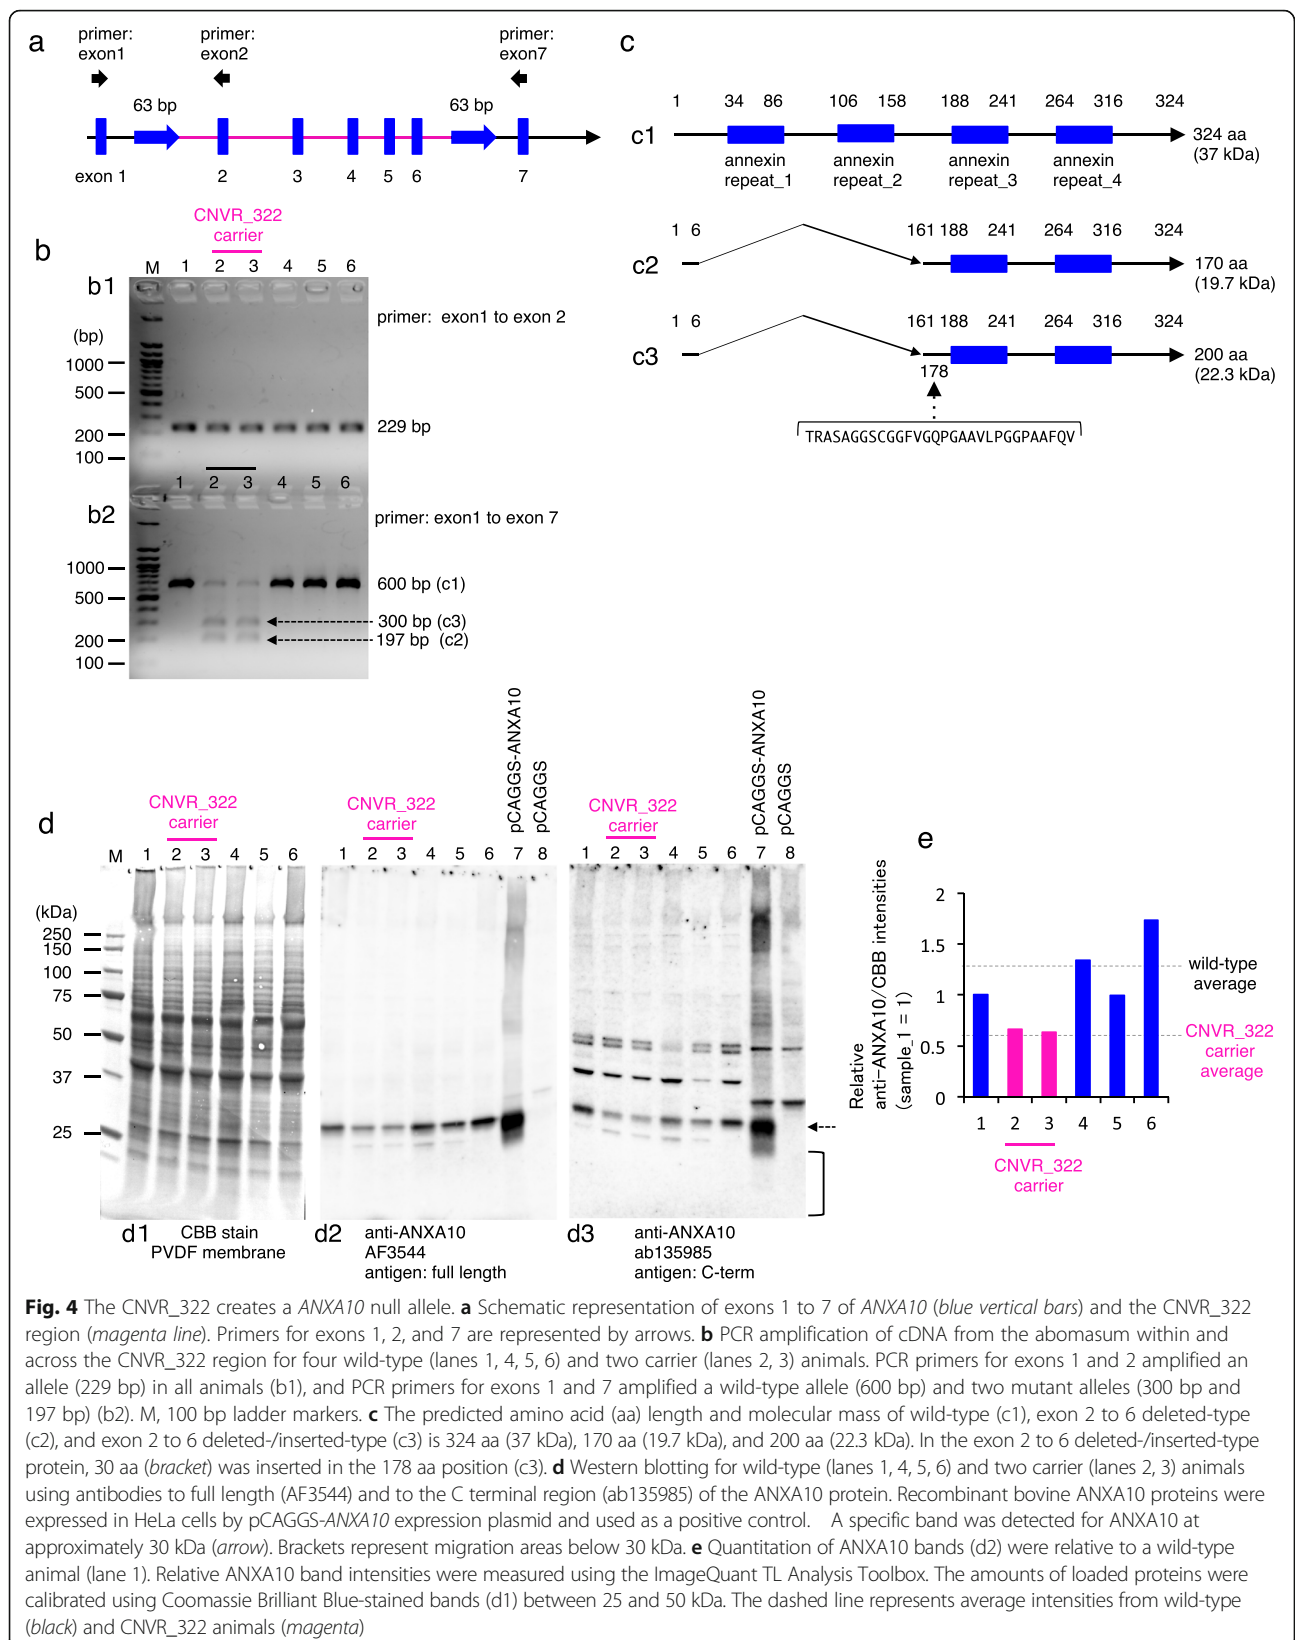 a
primer: exon1
primer: exon2
primer: exon7
63 bp
63 bp
exon 1 2 3 4 5 6 7
b
CNVR_322 carrier
M 1 2 3 4 5 6
b1
(bp)
primer: exon1 to exon 2
1000
500
200
100
229 bp
1 2 3 4 5 6
b2
primer: exon1 to exon 7
1000
500
200
100
600 bp (c1)
300 bp (c3)
197 bp (c2)
c
1 34 86 106 158 188 241 264 316 324
c1
324 aa
(37 kDa)
annexin repeat_1
annexin repeat_2
annexin repeat_3
annexin repeat_4
1 6 161 188 241 264 316 324
c2
170 aa
(19.7 kDa)
1 6 161 188 241 264 316 324
c3
200 aa
(22.3 kDa)
178
TRASAGGSCGGFVGQPGAAVLPGGPAAFQV
d
CNVR_322 carrier
M 1 2 3 4 5 6
(kDa)
250
150
100
75
50
37
25
d1
CBB stain
PVDF membrane
CNVR_322 carrier
pCAGGS-ANXA10
pCAGGS
1 2 3 4 5 6 7 8
d2
anti-ANXA10
AF3544
antigen: full length
CNVR_322 carrier
pCAGGS-ANXA10
pCAGGS
1 2 3 4 5 6 7 8
d3
anti-ANXA10
ab135985
antigen: C-term
e
Relative
anti−ANXA10/CBB intensities
(sample_1 = 1)
2
1.5
1
0.5
0
wild-type average
CNVR_322 carrier average
1 2 3 4 5 6
CNVR_322 carrier
Fig. 4 The CNVR_322 creates a ANXA10 null allele. a Schematic representation of exons 1 to 7 of ANXA10 (blue vertical bars) and the CNVR_322
region (magenta line). Primers for exons 1, 2, and 7 are represented by arrows. b PCR amplification of cDNA from the abomasum within and
across the CNVR_322 region for four wild-type (lanes 1, 4, 5, 6) and two carrier (lanes 2, 3) animals. PCR primers for exons 1 and 2 amplified an
allele (229 bp) in all animals (b1), and PCR primers for exons 1 and 7 amplified a wild-type allele (600 bp) and two mutant alleles (300 bp and
197 bp) (b2). M, 100 bp ladder markers. c The predicted amino acid (aa) length and molecular mass of wild-type (c1), exon 2 to 6 deleted-type
(c2), and exon 2 to 6 deleted-/inserted-type (c3) is 324 aa (37 kDa), 170 aa (19.7 kDa), and 200 aa (22.3 kDa). In the exon 2 to 6 deleted-/inserted-type
protein, 30 aa (bracket) was inserted in the 178 aa position (c3). d Western blotting for wild-type (lanes 1, 4, 5, 6) and two carrier (lanes 2, 3) animals
using antibodies to full length (AF3544) and to the C terminal region (ab135985) of the ANXA10 protein. Recombinant bovine ANXA10 proteins were
expressed in HeLa cells by pCAGGS-ANXA10 expression plasmid and used as a positive control. A specific band was detected for ANXA10 at
approximately 30 kDa (arrow). Brackets represent migration areas below 30 kDa. e Quantitation of ANXA10 bands (d2) were relative to a wild-type
animal (lane 1). Relative ANXA10 band intensities were measured using the ImageQuant TL Analysis Toolbox. The amounts of loaded proteins were
calibrated using Coomassie Brilliant Blue-stained bands (d1) between 25 and 50 kDa. The dashed line represents average intensities from wild-type
(black) and CNVR_322 animals (magenta)